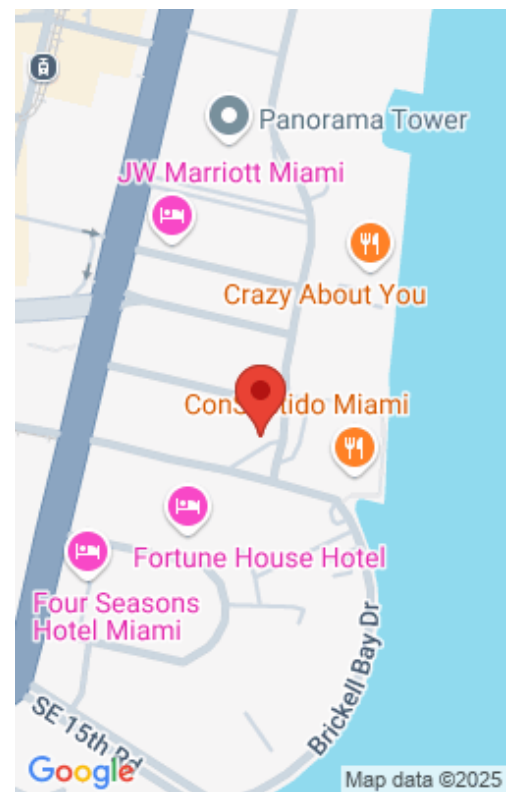 Panorama Tower
JW Marriott Miami
Crazy About You
Miami
Fortune House Hotel
Four Seasons
Hotel Miami
Brickell Bay Dr
SE 15th Rd
Google
Map data ©2025